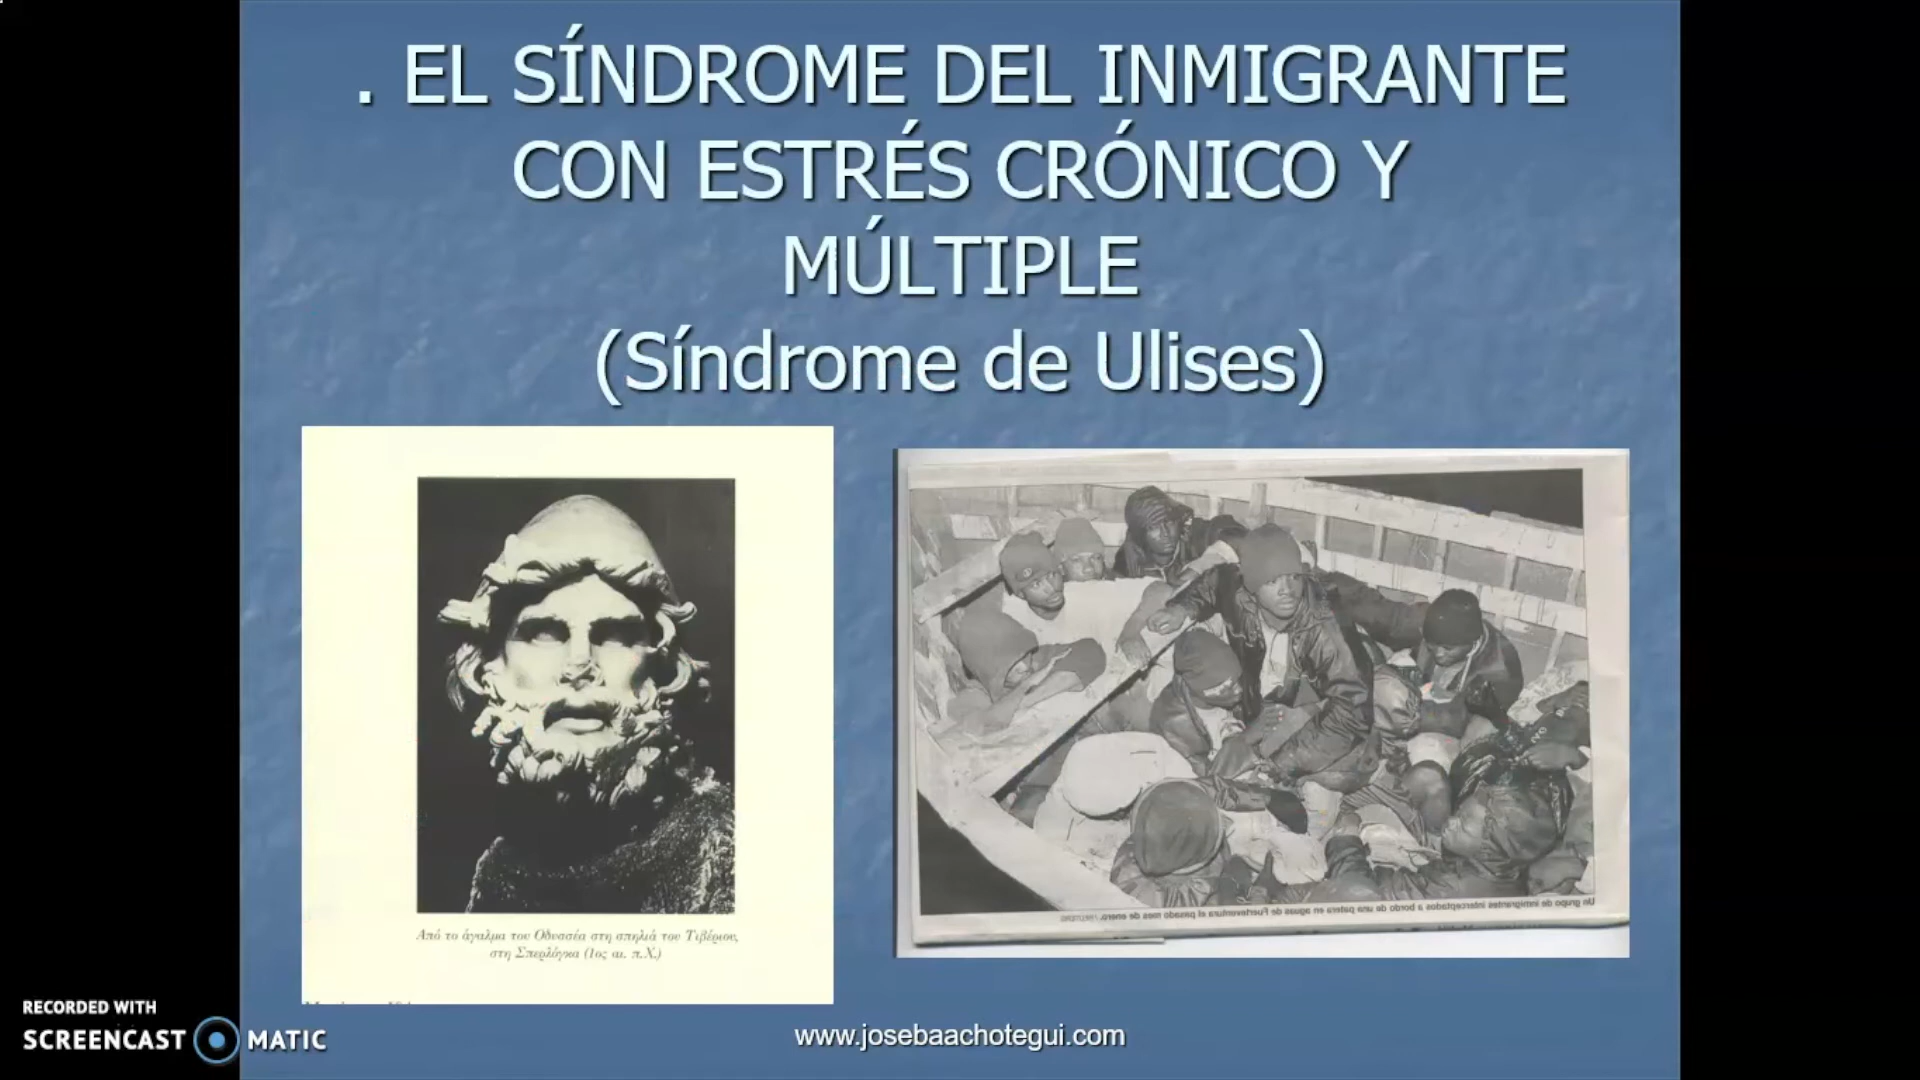 . EL SÍNDROME DEL INMIGRANTE
CON ESTRÉS CRÓNICO Y
MÚLTIPLE
(Síndrome de Ulises)
Από το άγαλμα του Οδυσσέα στη σπηλιά του Τιβέριου,
στη Σπερλόγκα (1ος αι. π.Χ.)
Un grupo de inmigrantes interceptados a bordo de una patera en aguas de Fuerteventura el pasado mes de enero. / REUTERS
www.josebaachotegui.com
RECORDED WITH
SCREENCAST MATIC